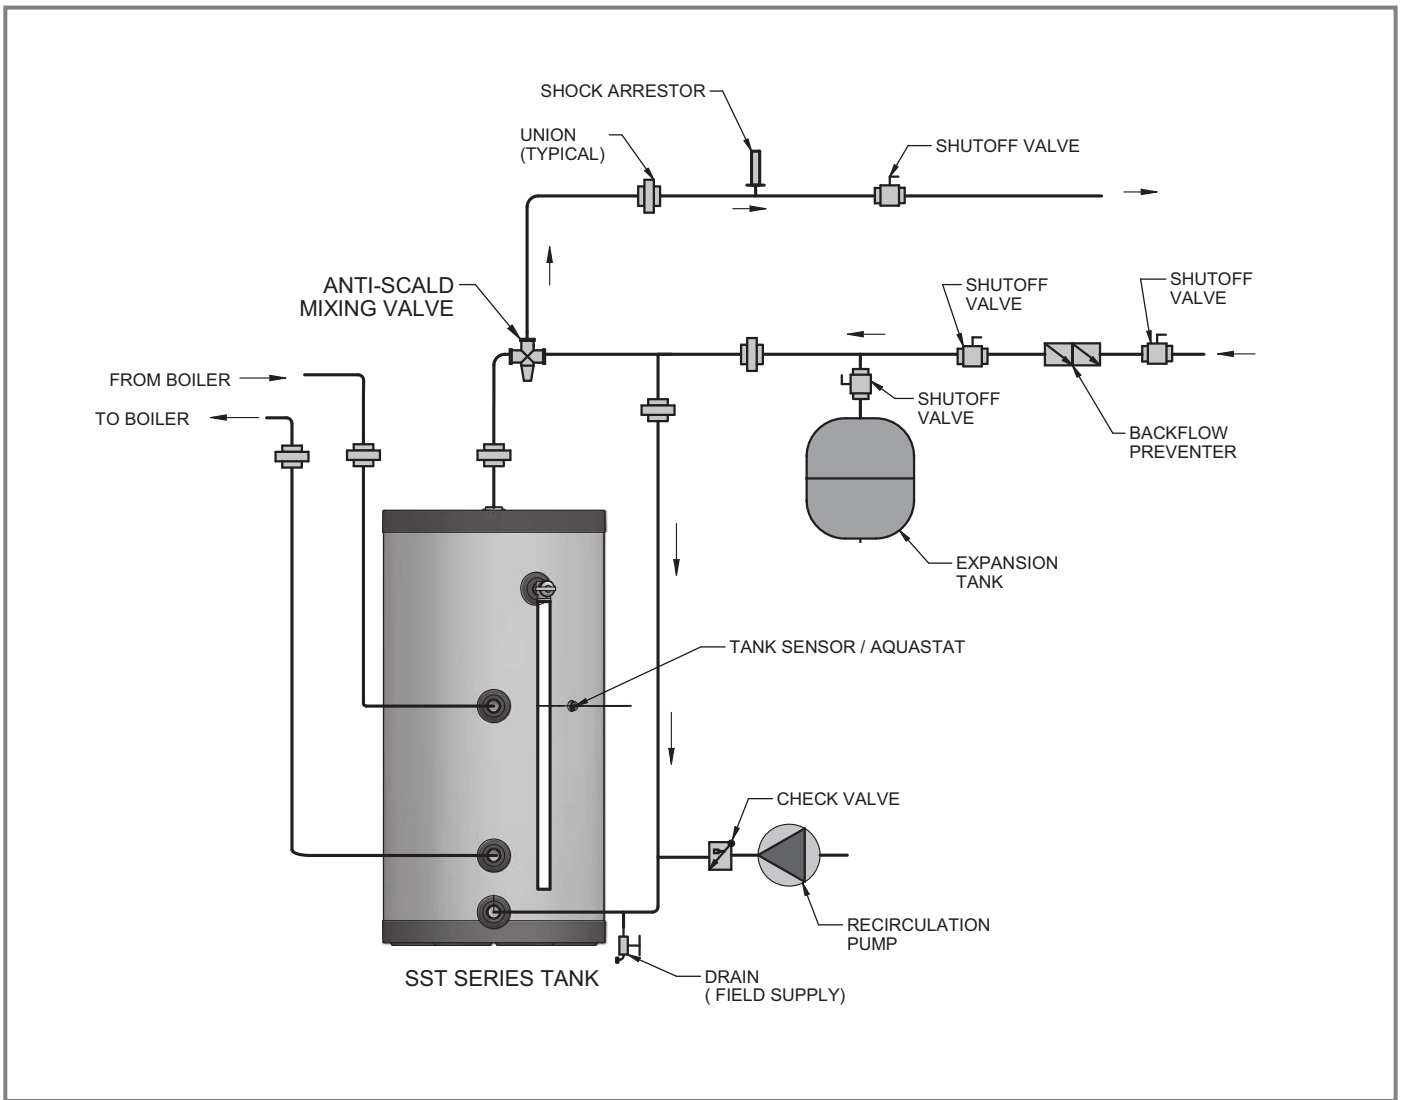 SHOCK ARRESTOR
UNION
(TYPICAL)
SHUTOFF VALVE
ANTI-SCALD
MIXING VALVE
SHUTOFF
VALVE
SHUTOFF
VALVE
FROM BOILER
TO BOILER
SHUTOFF
VALVE
BACKFLOW
PREVENTER
EXPANSION
TANK
TANK SENSOR / AQUASTAT
CHECK VALVE
RECIRCULATION
PUMP
SST SERIES TANK
DRAIN
( FIELD SUPPLY)